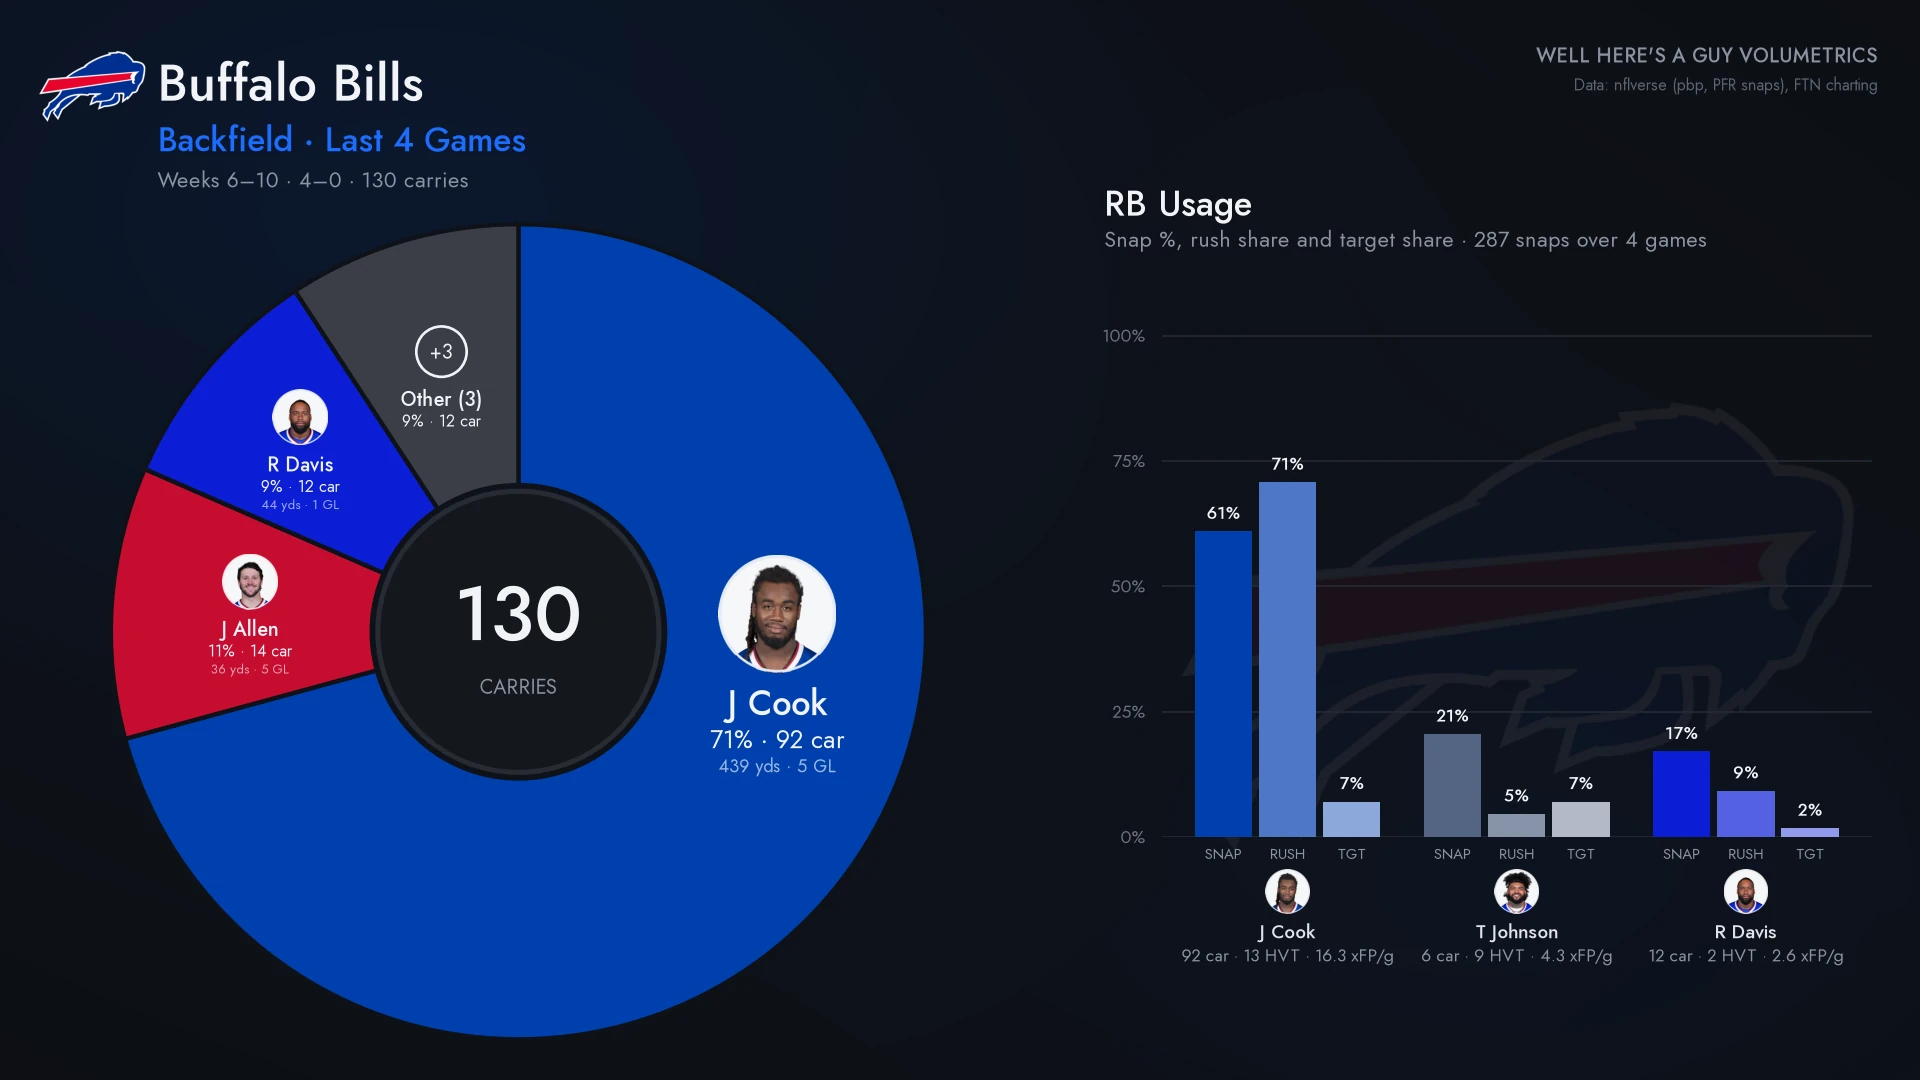 Buffalo Bills
Backfield · Last 4 Games
Weeks 6–10 · 4–0 · 130 carries
WELL HERE'S A GUY VOLUMETRICS
Data: nflverse (pbp, PFR snaps), FTN charting
+3
Other (3)
9% · 12 car
R Davis
9% · 12 car
44 yds · 1 GL
J Allen
11% · 14 car
36 yds · 5 GL
130
CARRIES
J Cook
71% · 92 car
439 yds · 5 GL
RB Usage
Snap %, rush share and target share · 287 snaps over 4 games
100%
75%
50%
25%
0%
61%
71%
7%
21%
5%
7%
17%
9%
2%
SNAP RUSH TGT
SNAP RUSH TGT
SNAP RUSH TGT
J Cook
92 car · 13 HVT · 16.3 xFP/g
T Johnson
6 car · 9 HVT · 4.3 xFP/g
R Davis
12 car · 2 HVT · 2.6 xFP/g